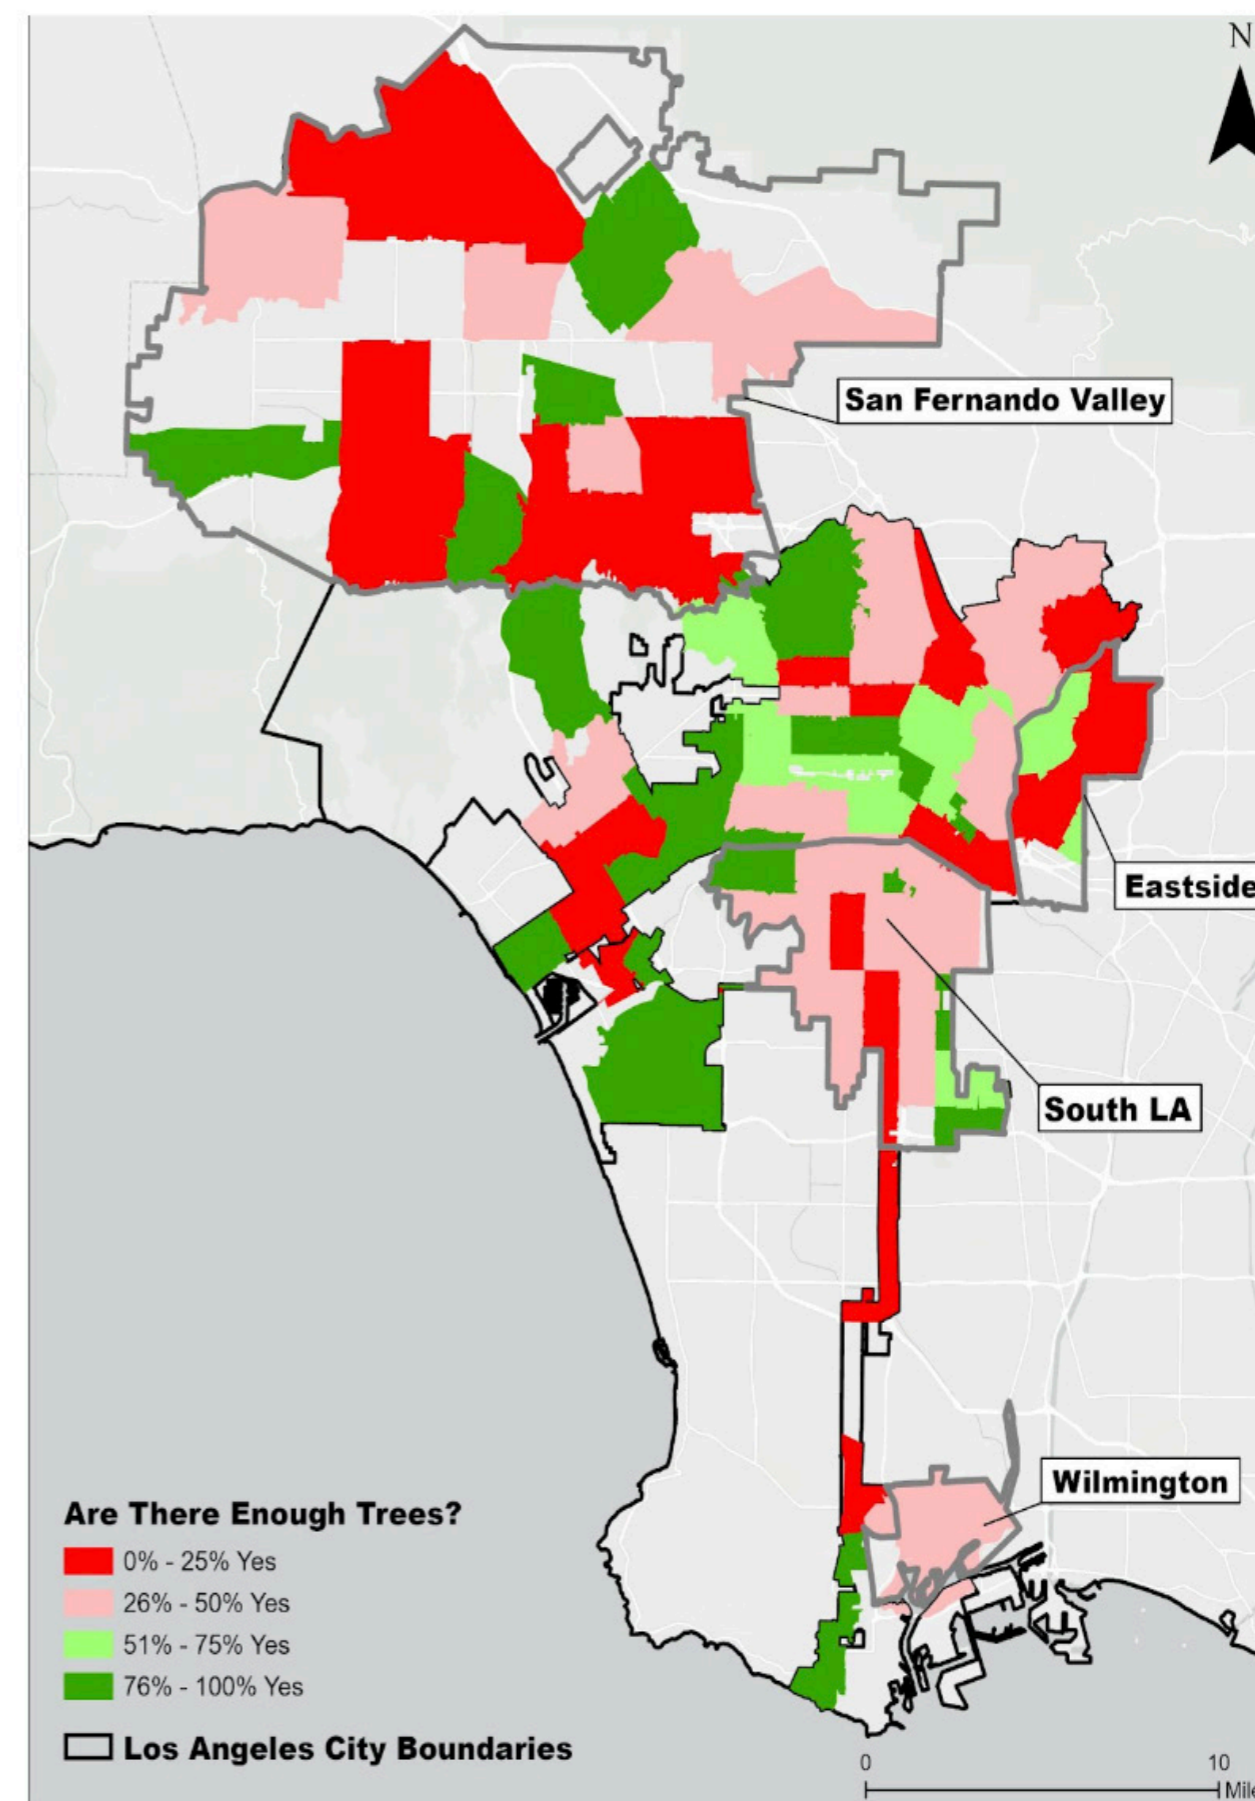 N
San Fernando Valley
Eastside
South LA
Wilmington
Are There Enough Trees?
0% - 25% Yes
26% - 50% Yes
51% - 75% Yes
76% - 100% Yes
Los Angeles City Boundaries
0 10
Mile